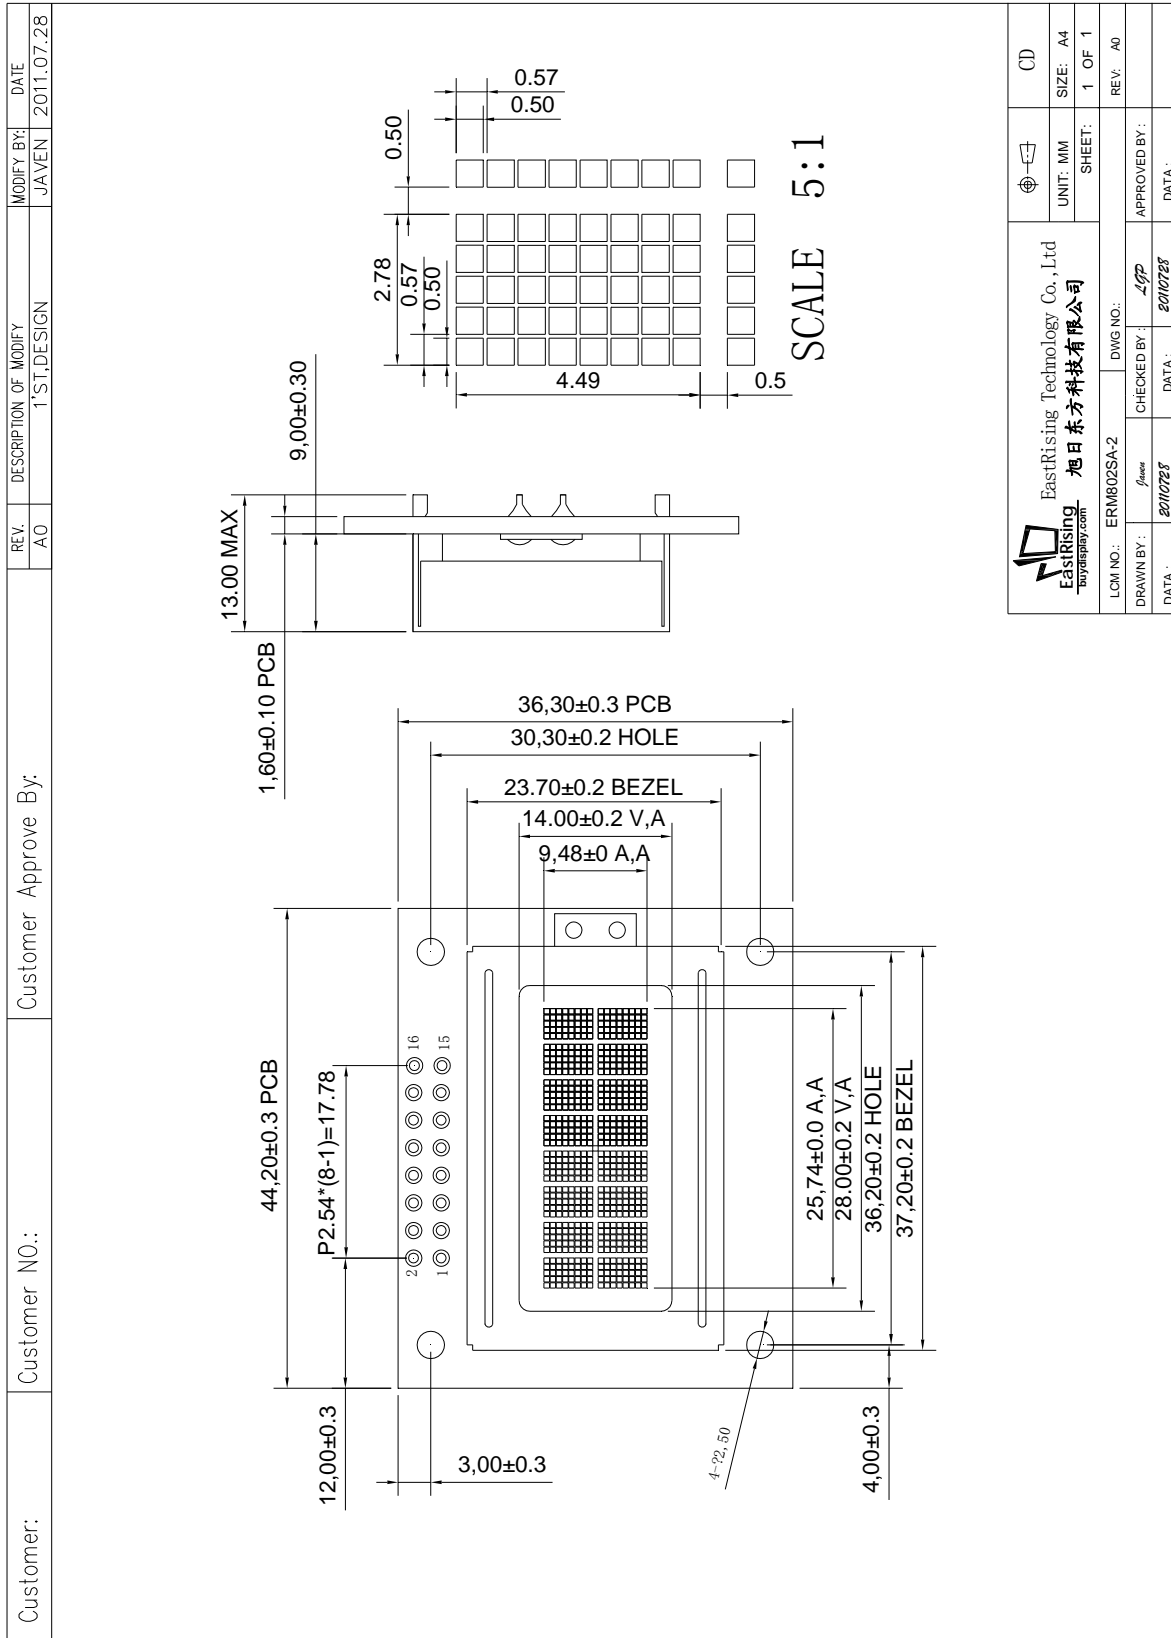 Customer:
Customer NO.:
Customer Approve By:
REV.
DESCRIPTION OF MODIFY
MODIFY BY:
DATE
A0
1'ST,DESIGN
JAVEN
2011.07.28
0.57
0.50
0.50
2.78
0.57
0.50
4.49
0.5
SCALE 5:1
9,00±0.30
13.00 MAX
1,60±0.10 PCB
36,30±0.3 PCB
30,30±0.2 HOLE
23.70±0.2 BEZEL
14.00±0.2 V,A
9,48±0 A,A
44,20±0.3 PCB
P2.54*(8-1)=17.78
16
15
2
1
25,74±0.0 A,A
28.00±0.2 V,A
36,20±0.2 HOLE
37,20±0.2 BEZEL
12,00±0.3
3,00±0.3
4-?2,50
4,00±0.3
EastRising
buydisplay.com
EastRising Technology Co.,Ltd
旭日东方科技有限公司
CD
UNIT: MM
SIZE: A4
SHEET:
1 OF 1
LCM NO.:
ERM802SA-2
DWG NO.:
REV: A0
DRAWN BY :
Javen
CHECKED BY :
LGP
APPROVED BY :
DATA :
20110728
DATA :
20110728
DATA :